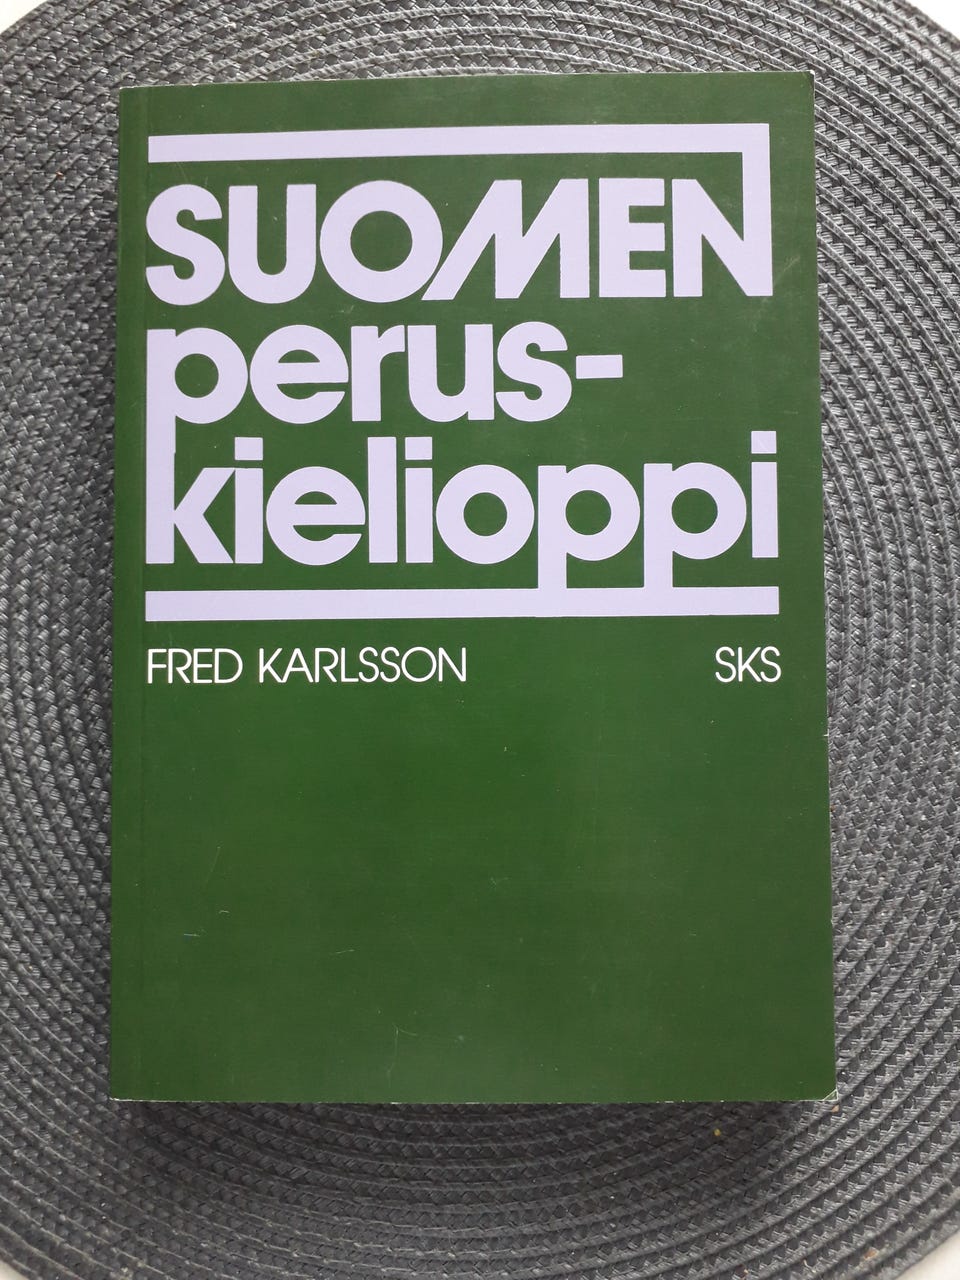 SUOMEN
perus-
kielioppi
FRED KARLSSON SKS